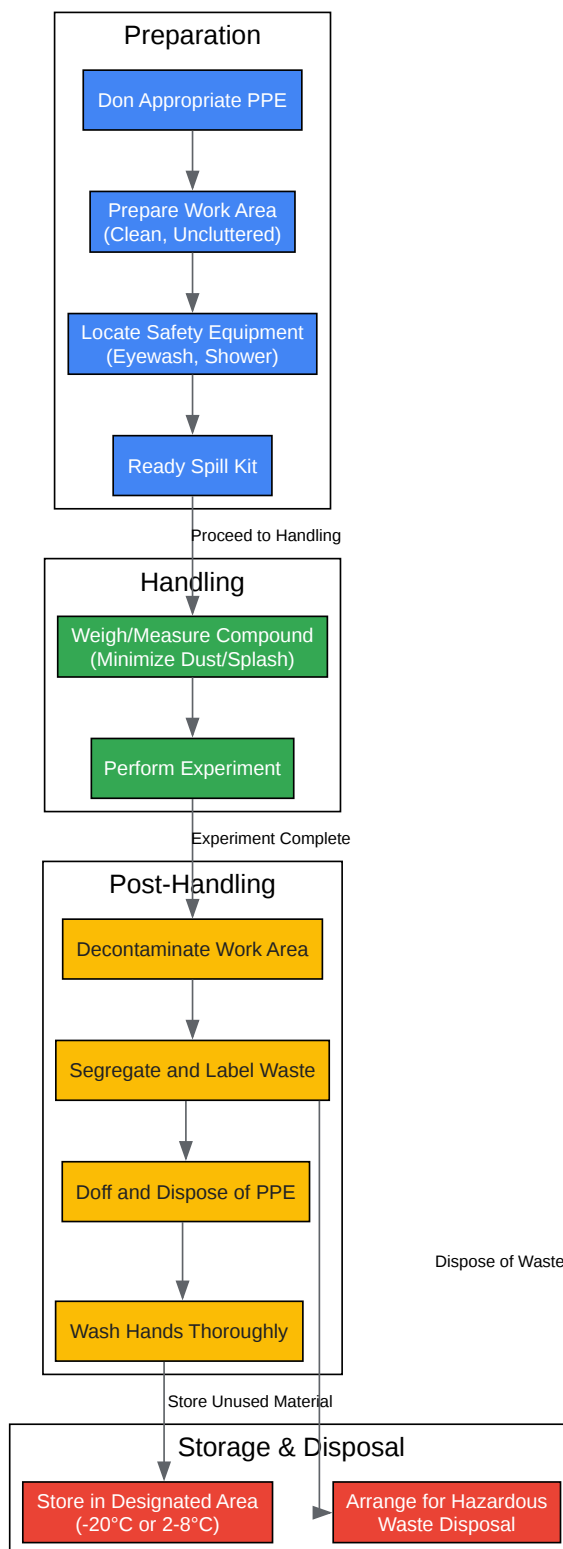 Preparation
Don Appropriate PPE
Prepare Work Area
(Clean, Uncluttered)
Locate Safety Equipment
(Eyewash, Shower)
Ready Spill Kit
Proceed to Handling
Handling
Weigh/Measure Compound
(Minimize Dust/Splash)
Perform Experiment
Experiment Complete
Post-Handling
Decontaminate Work Area
Segregate and Label Waste
Doff and Dispose of PPE
Dispose of Waste
Wash Hands Thoroughly
Store Unused Material
Storage & Disposal
Store in Designated Area
(-20°C or 2-8°C)
Arrange for Hazardous
Waste Disposal